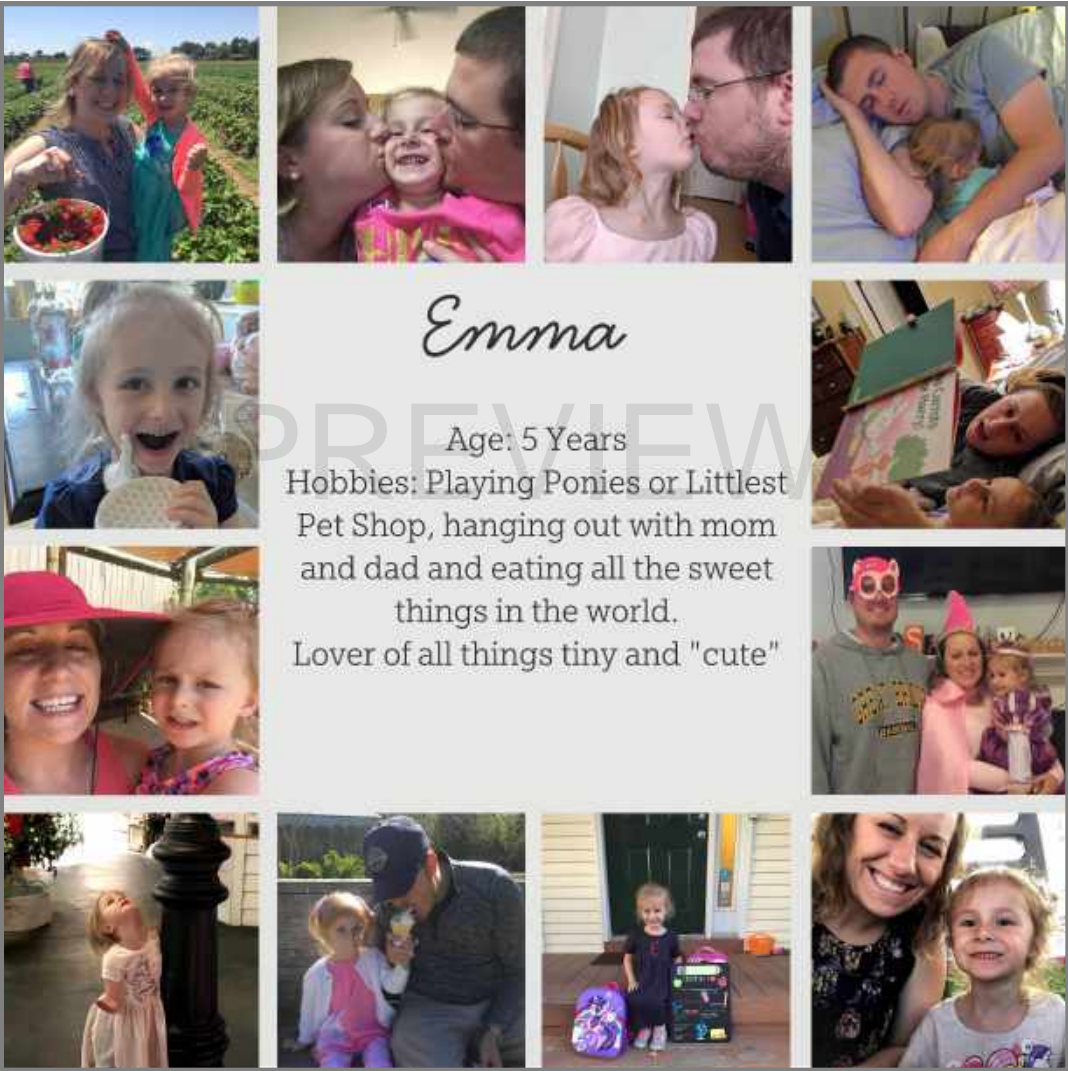 Emma
PREVIEW
Age: 5 Years
Hobbies: Playing Ponies or Littlest
Pet Shop, hanging out with mom
and dad and eating all the sweet
things in the world.
Lover of all things tiny and "cute"